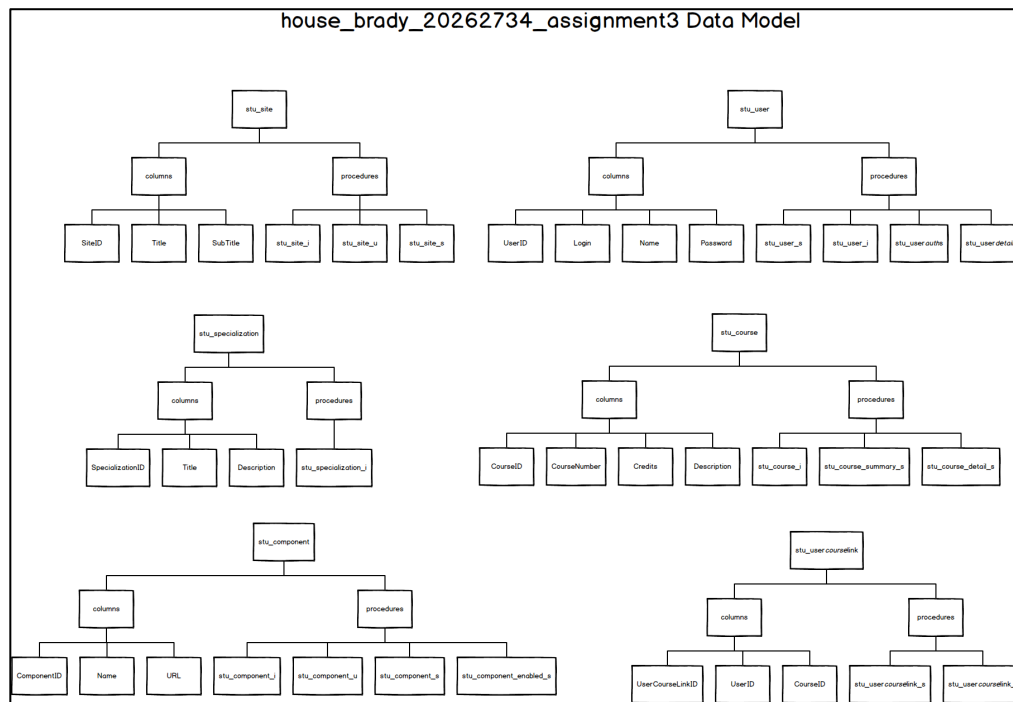 house_brady_20262734_assignment3 Data Model
stu_site
stu_user
columns
procedures
columns
procedures
SiteID
Title
SubTitle
stu_site_i
stu_site_u
stu_site_s
UserID
Login
Name
Password
stu_user_s
stu_user_i
stu_userauths
stu_userdetail
stu_specialization
stu_course
columns
procedures
columns
procedures
SpecializationID
Title
Description
stu_specialization_i
CourseID
CourseNumber
Credits
Description
stu_course_i
stu_course_summary_s
stu_course_detail_s
stu_component
stu_usercourselink
columns
procedures
columns
procedures
ComponentID
Name
URL
stu_component_i
stu_component_u
stu_component_s
stu_component_enabled_s
UserCourseLinkID
UserID
CourseID
stu_usercourselink_s
stu_usercourselink_